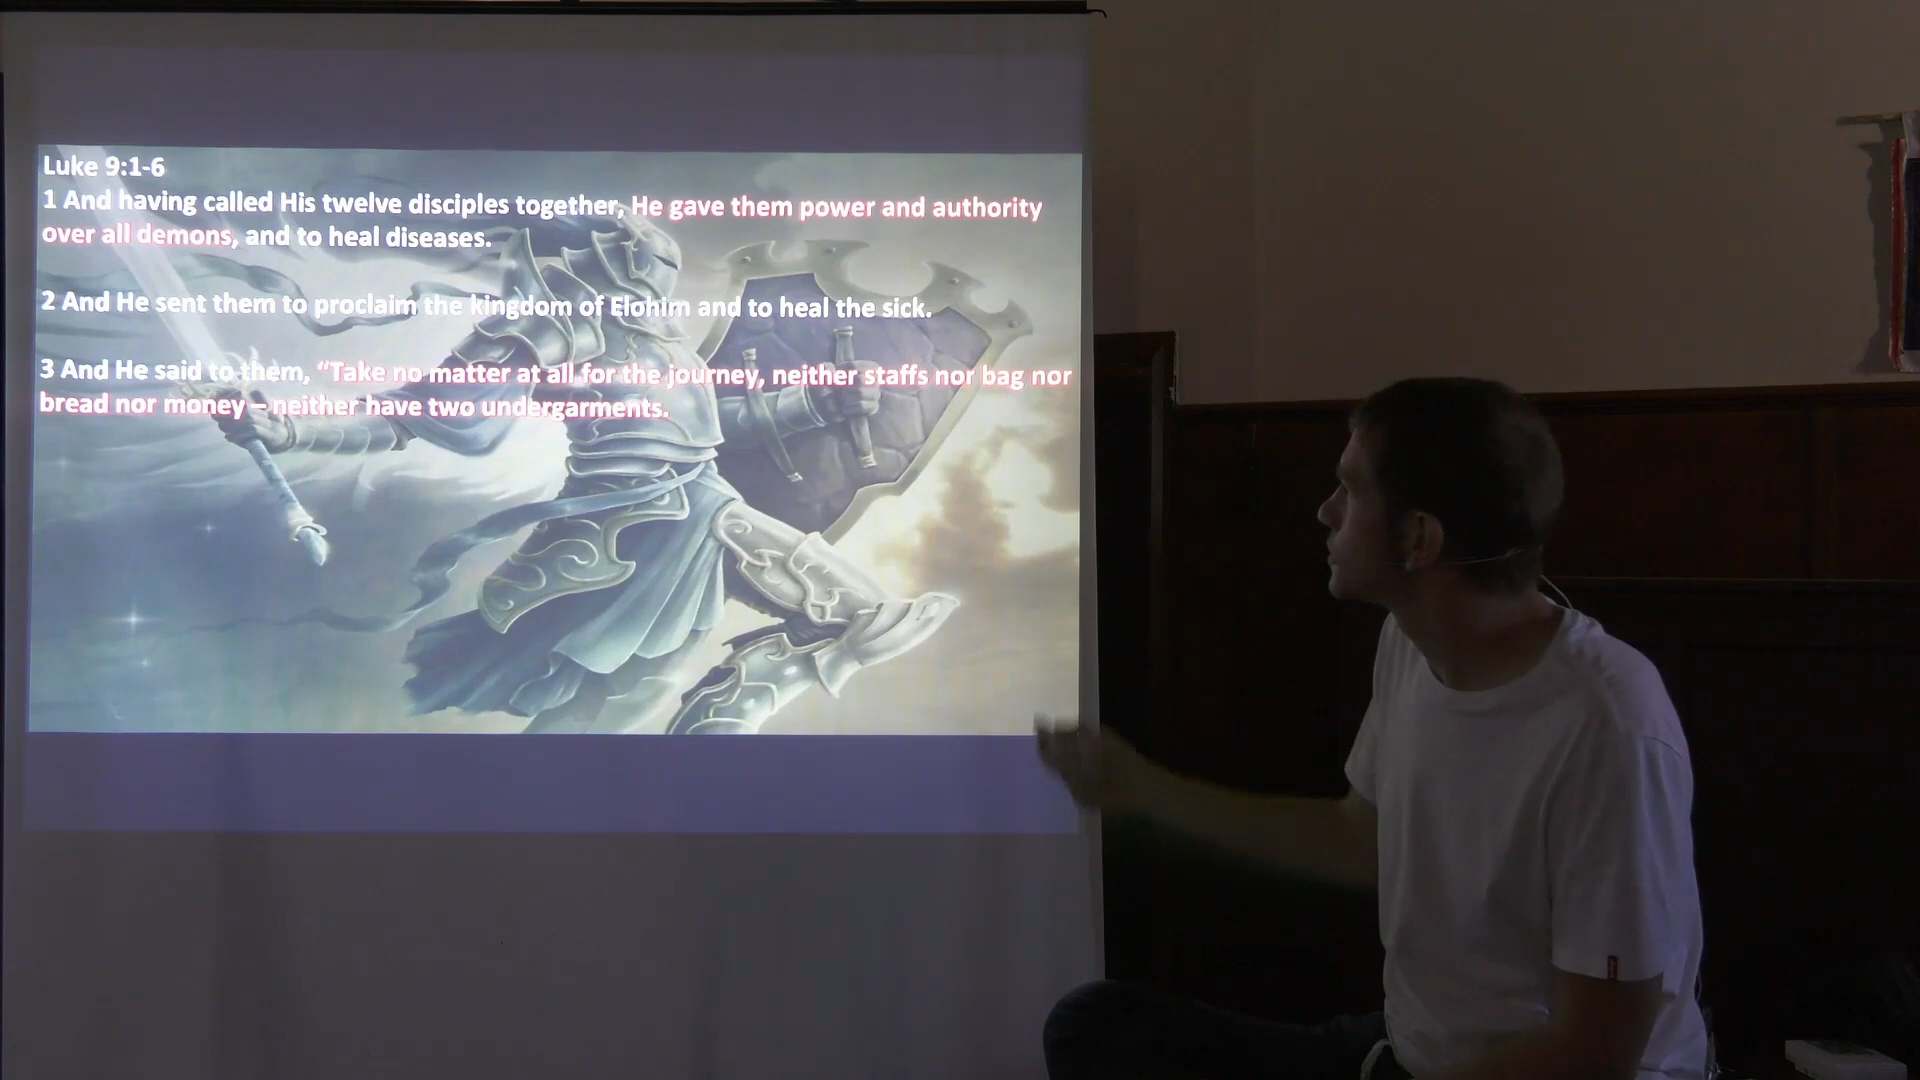 Luke 9:1-6
1 And having called His twelve disciples together, He gave them power and authority
over all demons, and to heal diseases.
2 And He sent them to proclaim the kingdom of Elohim and to heal the sick.
3 And He said to them, “Take no matter at all for the journey, neither staffs nor bag nor
bread nor money – neither have two undergarments.